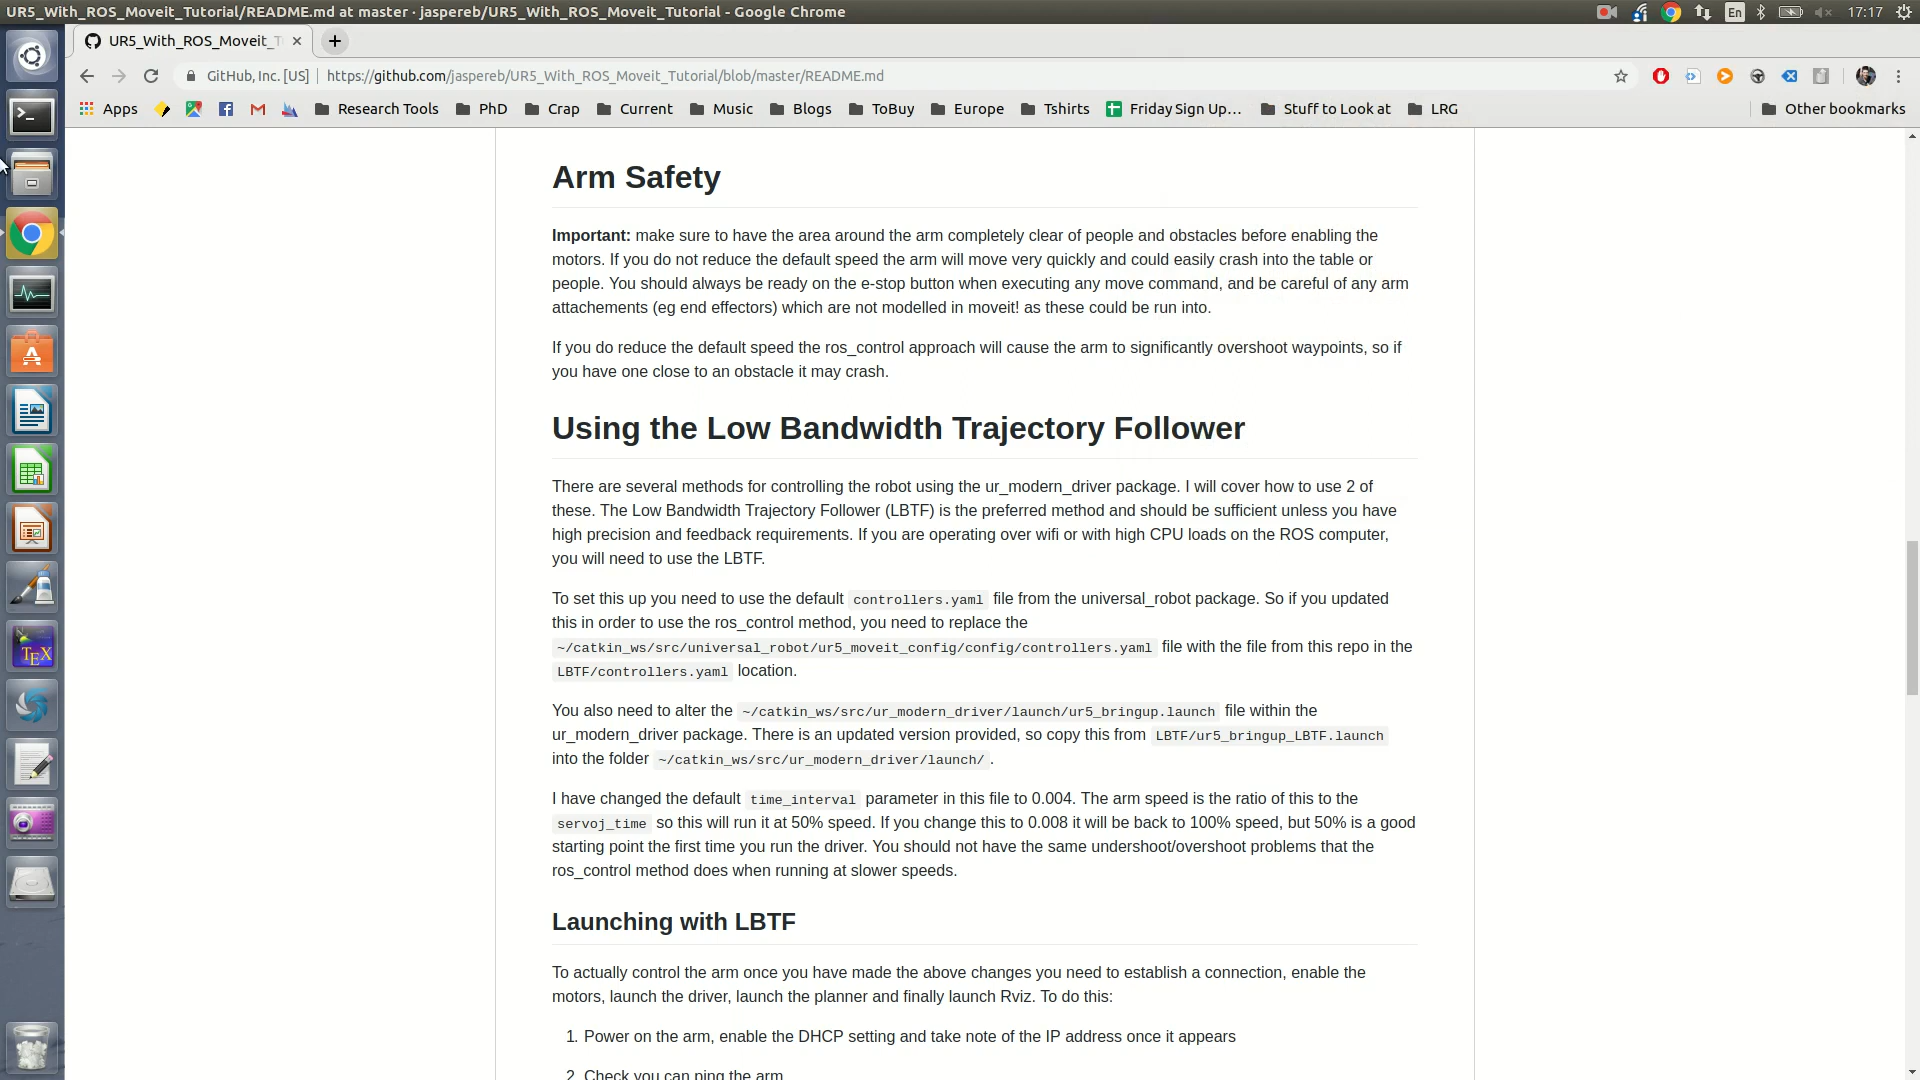 UR5_With_ROS_Moveit_Tutorial/README.md at master · jaspereb/UR5_With_ROS_Moveit_Tutorial - Google Chrome
En
17:17
UR5_With_ROS_Moveit_T
GitHub, Inc. [US]
https://github.com/jaspereb/UR5_With_ROS_Moveit_Tutorial/blob/master/README.md
Apps
Research Tools
PhD
Crap
Current
Music
Blogs
ToBuy
Europe
Tshirts
Friday Sign Up...
Stuff to Look at
LRG
Other bookmarks
Arm Safety
Important: make sure to have the area around the arm completely clear of people and obstacles before enabling the
motors. If you do not reduce the default speed the arm will move very quickly and could easily crash into the table or
people. You should always be ready on the e-stop button when executing any move command, and be careful of any arm
attachements (eg end effectors) which are not modelled in moveit! as these could be run into.
If you do reduce the default speed the ros_control approach will cause the arm to significantly overshoot waypoints, so if
you have one close to an obstacle it may crash.
Using the Low Bandwidth Trajectory Follower
There are several methods for controlling the robot using the ur_modern_driver package. I will cover how to use 2 of
these. The Low Bandwidth Trajectory Follower (LBTF) is the preferred method and should be sufficient unless you have
high precision and feedback requirements. If you are operating over wifi or with high CPU loads on the ROS computer,
you will need to use the LBTF.
To set this up you need to use the default controllers.yaml file from the universal_robot package. So if you updated
this in order to use the ros_control method, you need to replace the
~/catkin_ws/src/universal_robot/ur5_moveit_config/config/controllers.yaml file with the file from this repo in the
LBTF/controllers.yaml location.
You also need to alter the ~/catkin_ws/src/ur_modern_driver/launch/ur5_bringup.launch file within the
ur_modern_driver package. There is an updated version provided, so copy this from LBTF/ur5_bringup_LBTF.launch
into the folder ~/catkin_ws/src/ur_modern_driver/launch/ .
I have changed the default time_interval parameter in this file to 0.004. The arm speed is the ratio of this to the
servoj_time so this will run it at 50% speed. If you change this to 0.008 it will be back to 100% speed, but 50% is a good
starting point the first time you run the driver. You should not have the same undershoot/overshoot problems that the
ros_control method does when running at slower speeds.
Launching with LBTF
To actually control the arm once you have made the above changes you need to establish a connection, enable the
motors, launch the driver, launch the planner and finally launch Rviz. To do this:
1. Power on the arm, enable the DHCP setting and take note of the IP address once it appears
2. Check you can ping the arm
TEX